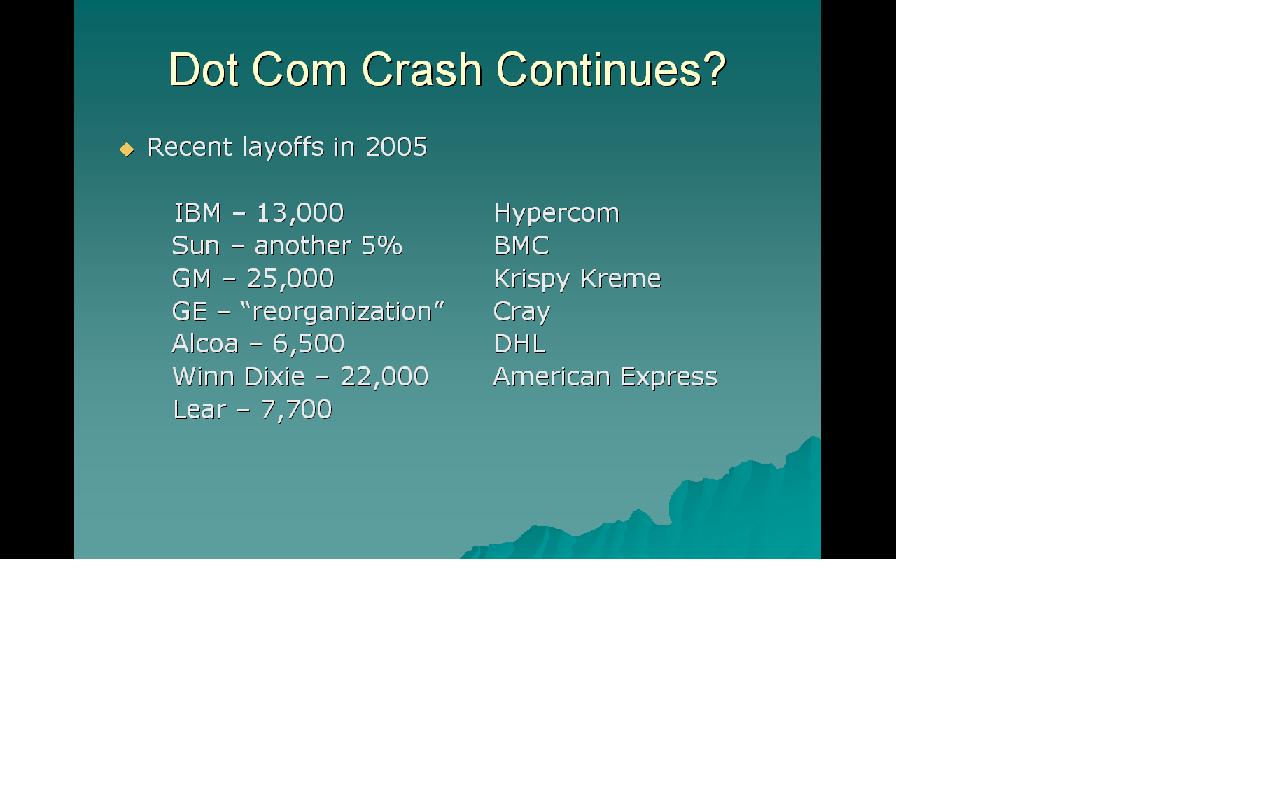 Dot Com Crash Continues?
Recent layoffs in 2005
IBM – 13,000
Sun – another 5%
GM – 25,000
GE – “reorganization”
Alcoa – 6,500
Winn Dixie – 22,000
Lear – 7,700
Hypercom
BMC
Krispy Kreme
Cray
DHL
American Express